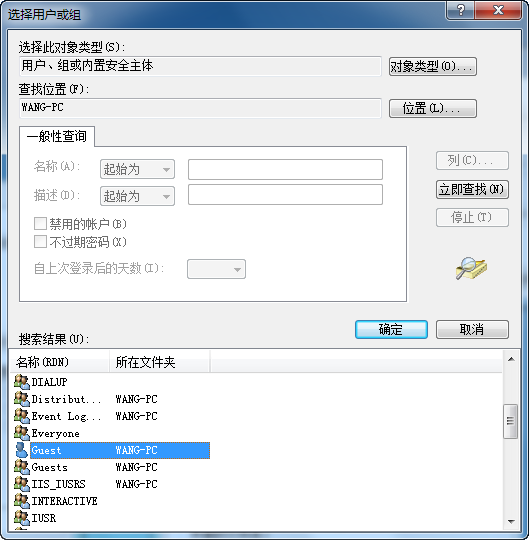 选择用户或组
选择此对象类型(S):
用户、组或内置安全主体
对象类型(O)...
查找位置(F):
WANG-PC
位置(L)...
一般性查询
名称(A):
起始为
描述(D):
起始为
禁用的帐户(B)
不过期密码(X)
自上次登录后的天数(I):
列(C)...
立即查找(N)
停止(T)
确定
取消
搜索结果(U):
名称(RDN) 所在文件夹
DIALUP
Distribut... WANG-PC
Event Log... WANG-PC
Everyone
Guest WANG-PC
Guests WANG-PC
IIS_IUSRS WANG-PC
INTERACTIVE
IUSR